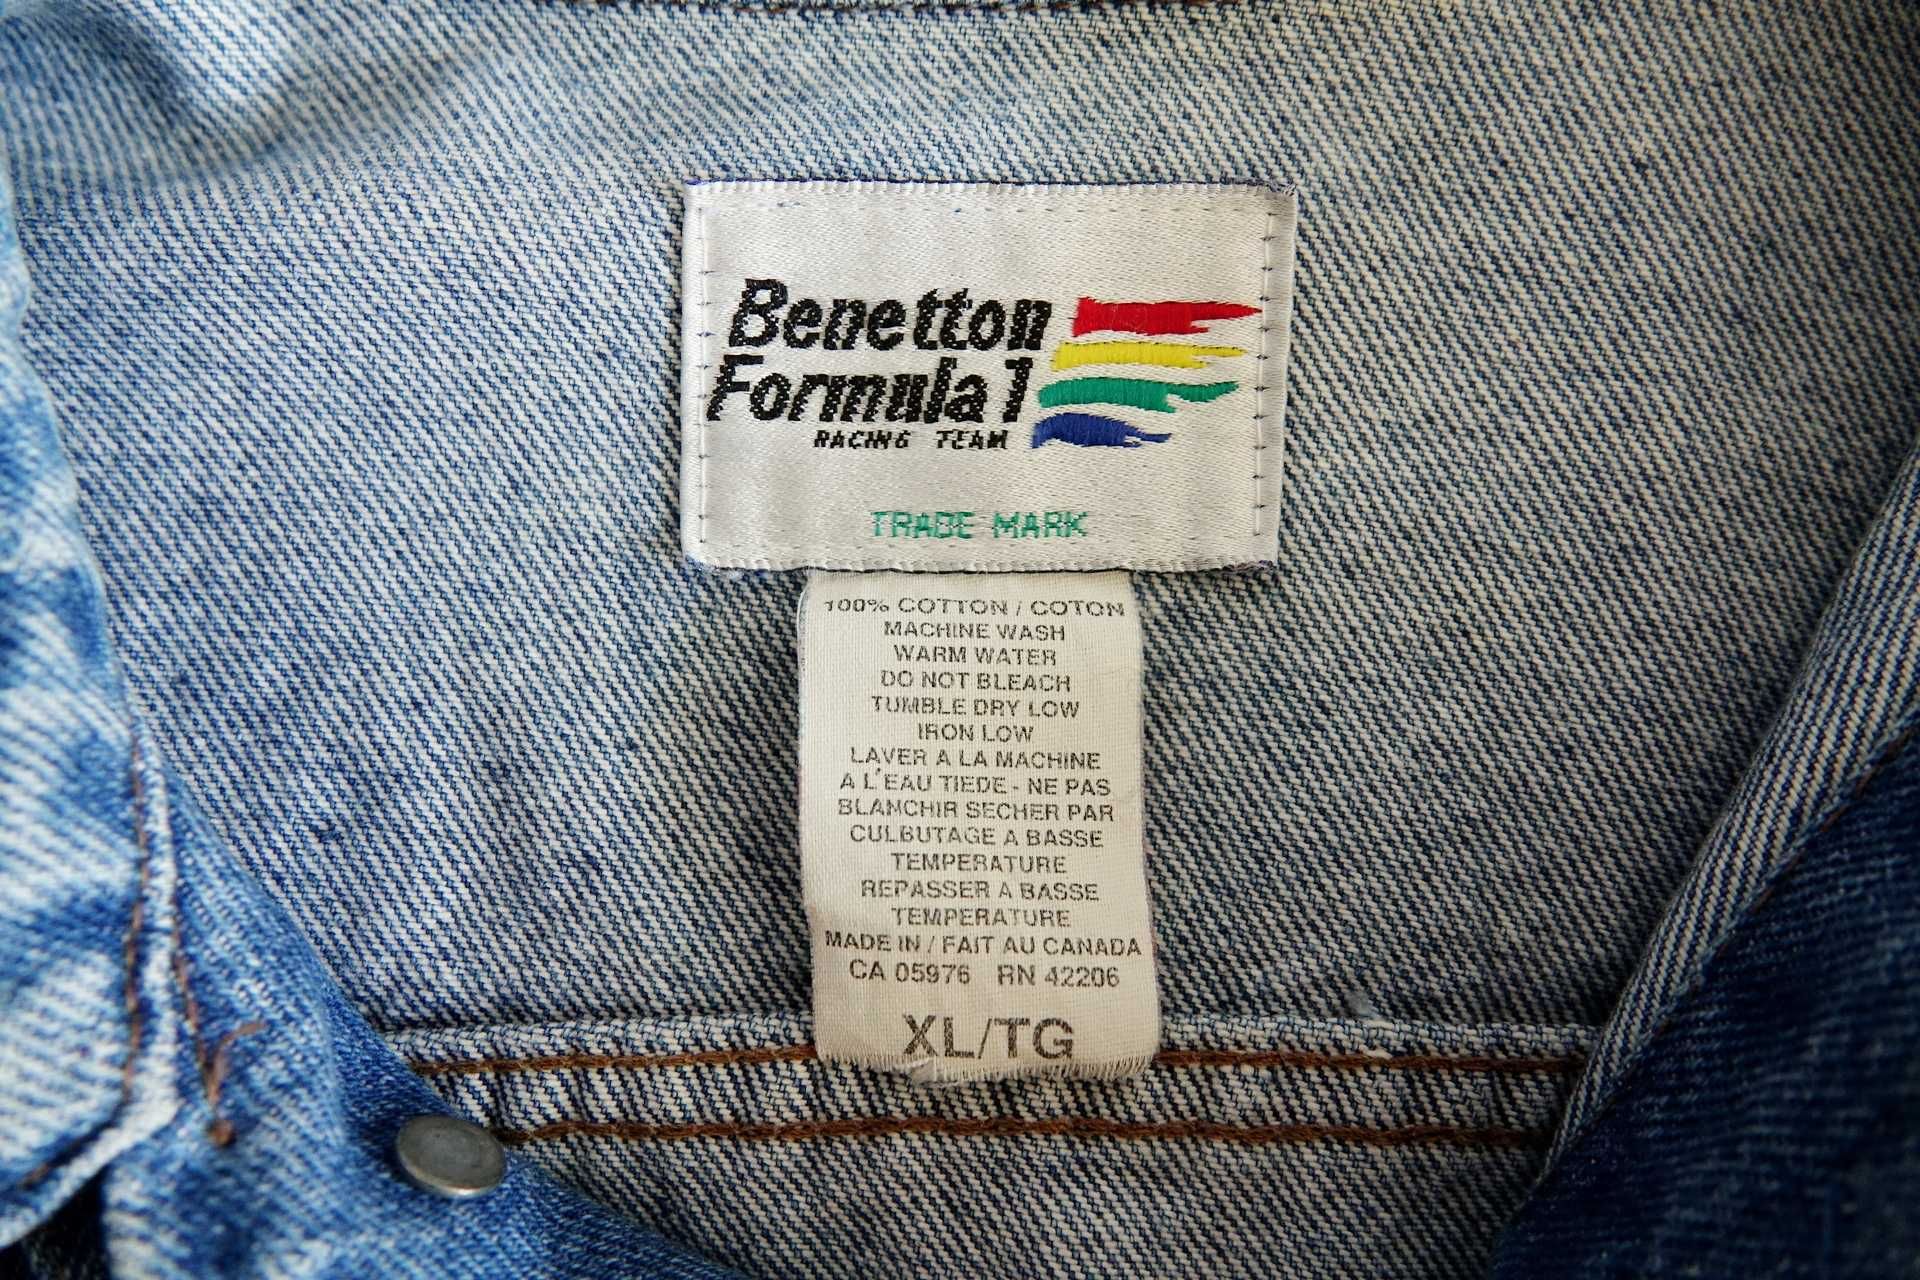 Benetton
Formula 1
RACING TEAM
TRADE MARK
100% COTTON / COTON
MACHINE WASH
WARM WATER
DO NOT BLEACH
TUMBLE DRY LOW
IRON LOW
LAVER A LA MACHINE
A L'EAU TIEDE - NE PAS
BLANCHIR SECHER PAR
CULBUTAGE A BASSE
TEMPERATURE
REPASSER A BASSE
TEMPERATURE
MADE IN / FAIT AU CANADA
CA 05976 RN 42206
XL/TG